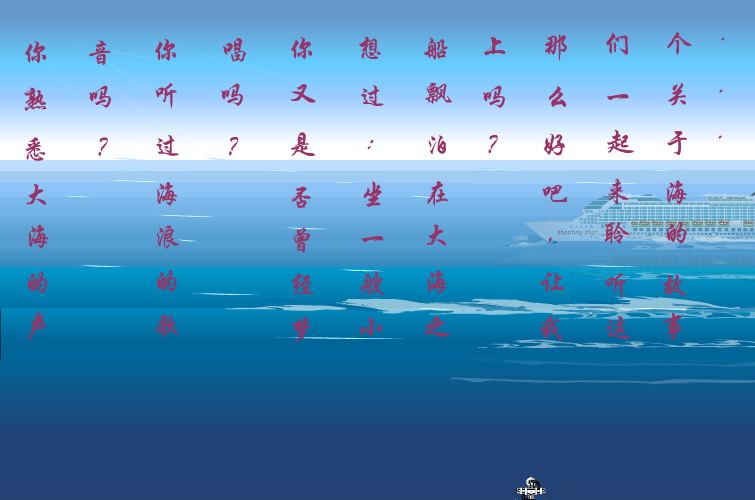 你熟悉大海的声
音吗?
你听过海浪的歌
唱吗?
你又是否曾经梦
想过:坐一艘小
船飘泊在大海之
上吗?
那么好吧,让我
们一起来聆听这
个关于海的故事
...
shooting star